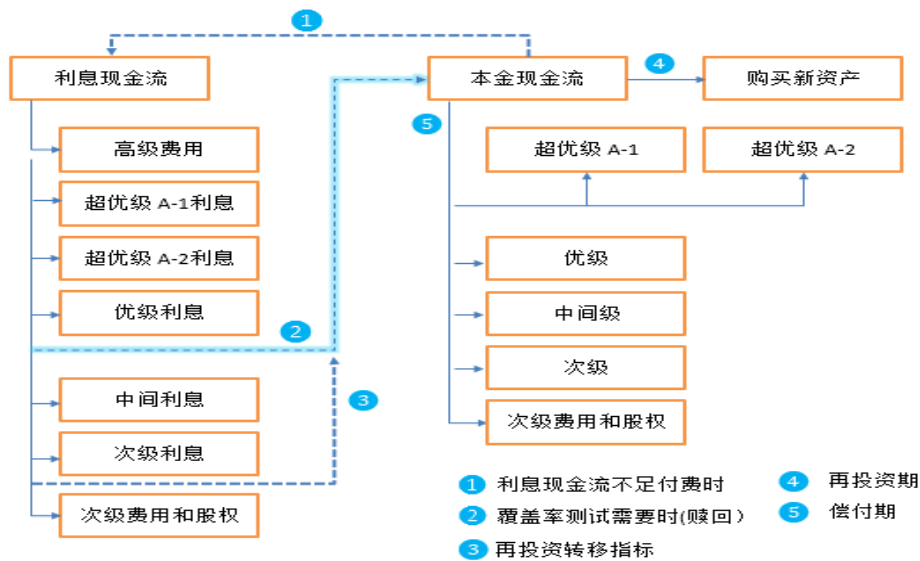 1
利息现金流
本金现金流
4
购买新资产
5
高级费用
超优级 A-1
超优级 A-2
超优级 A-1利息
超优级 A-2利息
优级
优级利息
中间级
2
次级
中间利息
3
次级费用和股权
次级利息
次级费用和股权
1 利息现金流不足付费时
2 覆盖率测试需要时(赎回）
3 再投资转移指标
4 再投资期
5 偿付期